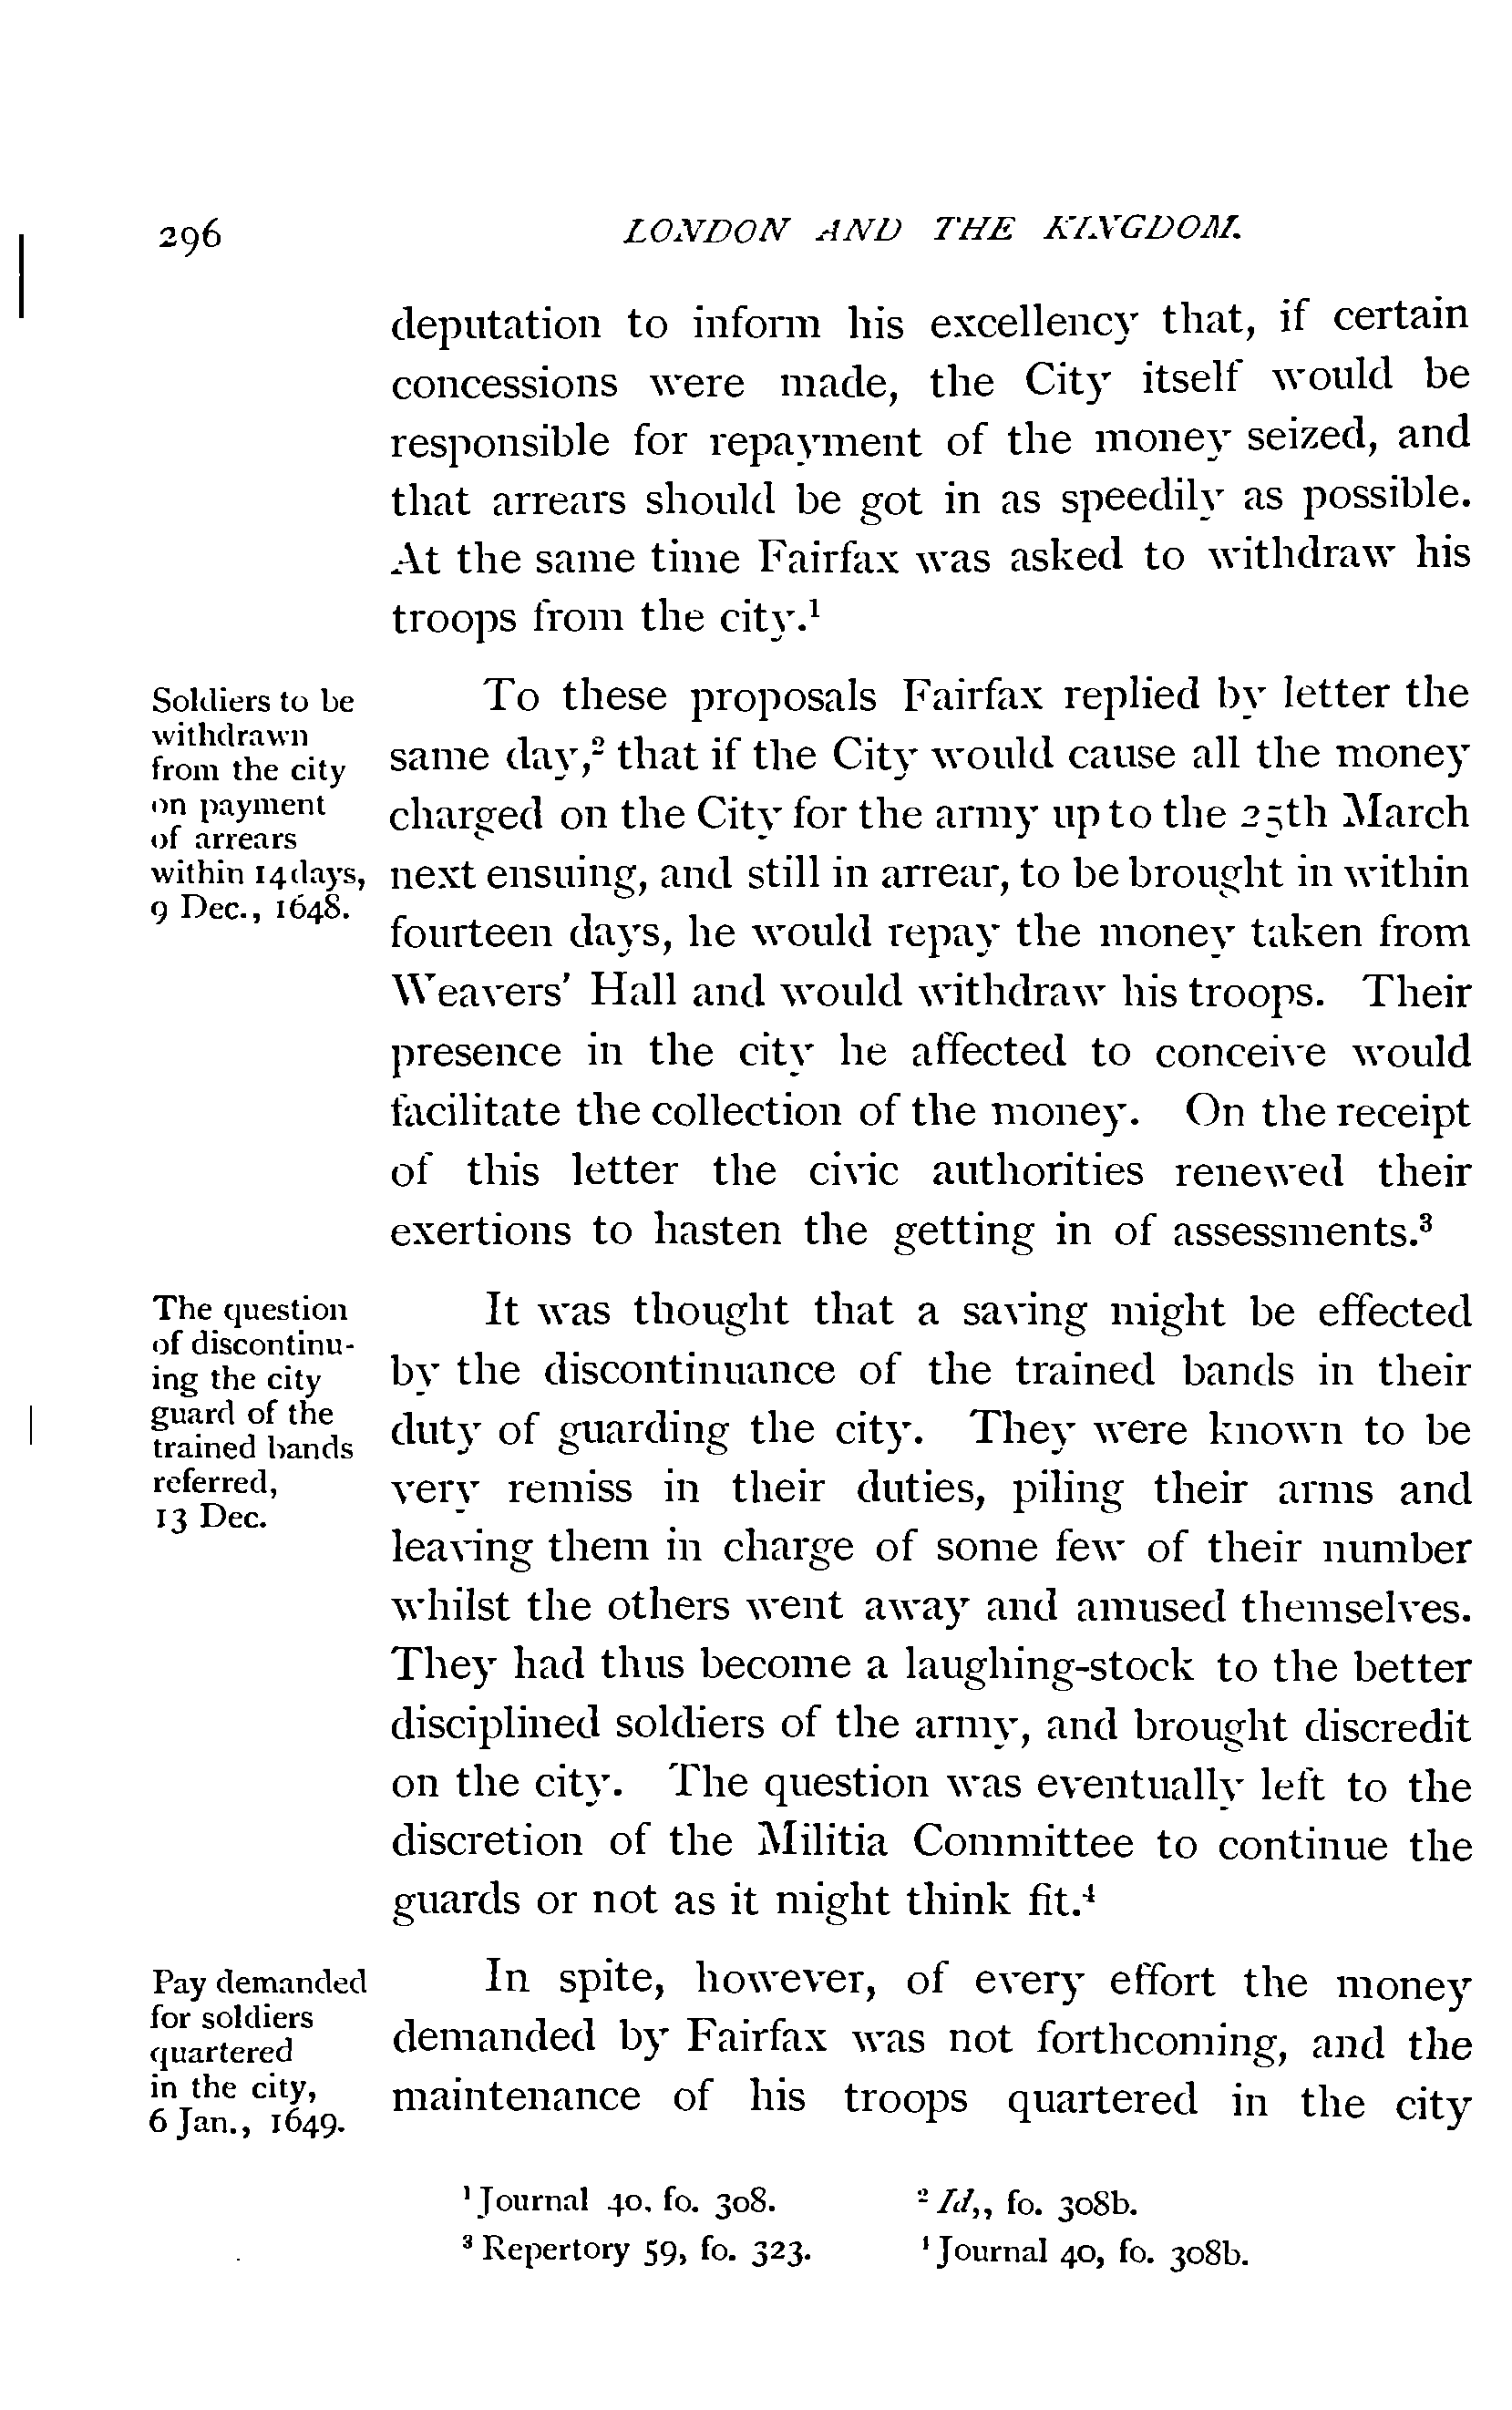 296 LONDON AND THE KINGDOM.
deputation to inform his excellency that, if certain
concessions were made, the City itself would be
responsible for repayment of the money seized, and
that arrears should be got in as speedily as possible.
At the same time Fairfax was asked to withdraw his
troops from the city.¹
Soldiers to be
withdrawn
from the city
on payment
of arrears
within 14 days,
9 Dec., 1648.
To these proposals Fairfax replied by letter the
same day,² that if the City would cause all the money
charged on the City for the army up to the 25th March
next ensuing, and still in arrear, to be brought in within
fourteen days, he would repay the money taken from
Weavers' Hall and would withdraw his troops. Their
presence in the city he affected to conceive would
facilitate the collection of the money. On the receipt
of this letter the civic authorities renewed their
exertions to hasten the getting in of assessments.³
The question
of discontinu-
ing the city
guard of the
trained bands
referred,
13 Dec.
It was thought that a saving might be effected
by the discontinuance of the trained bands in their
duty of guarding the city. They were known to be
very remiss in their duties, piling their arms and
leaving them in charge of some few of their number
whilst the others went away and amused themselves.
They had thus become a laughing-stock to the better
disciplined soldiers of the army, and brought discredit
on the city. The question was eventually left to the
discretion of the Militia Committee to continue the
guards or not as it might think fit.⁴
Pay demanded
for soldiers
quartered
in the city,
6 Jan., 1649.
In spite, however, of every effort the money
demanded by Fairfax was not forthcoming, and the
maintenance of his troops quartered in the city
¹ Journal 40, fo. 308. ² Id,, fo. 308b.
³ Repertory 59, fo. 323. ⁴ Journal 40, fo. 308b.